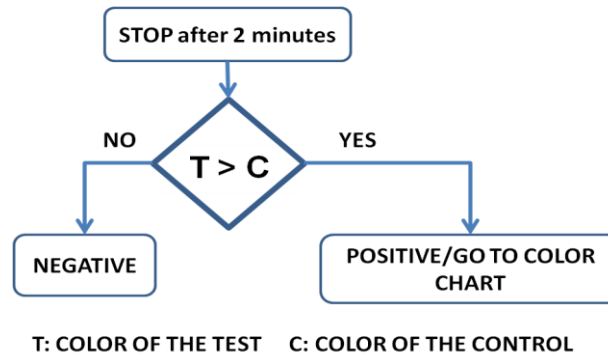 STOP after 2 minutes
NO
YES
T > C
NEGATIVE
POSITIVE/GO TO COLOR
CHART
T: COLOR OF THE TEST C: COLOR OF THE CONTROL